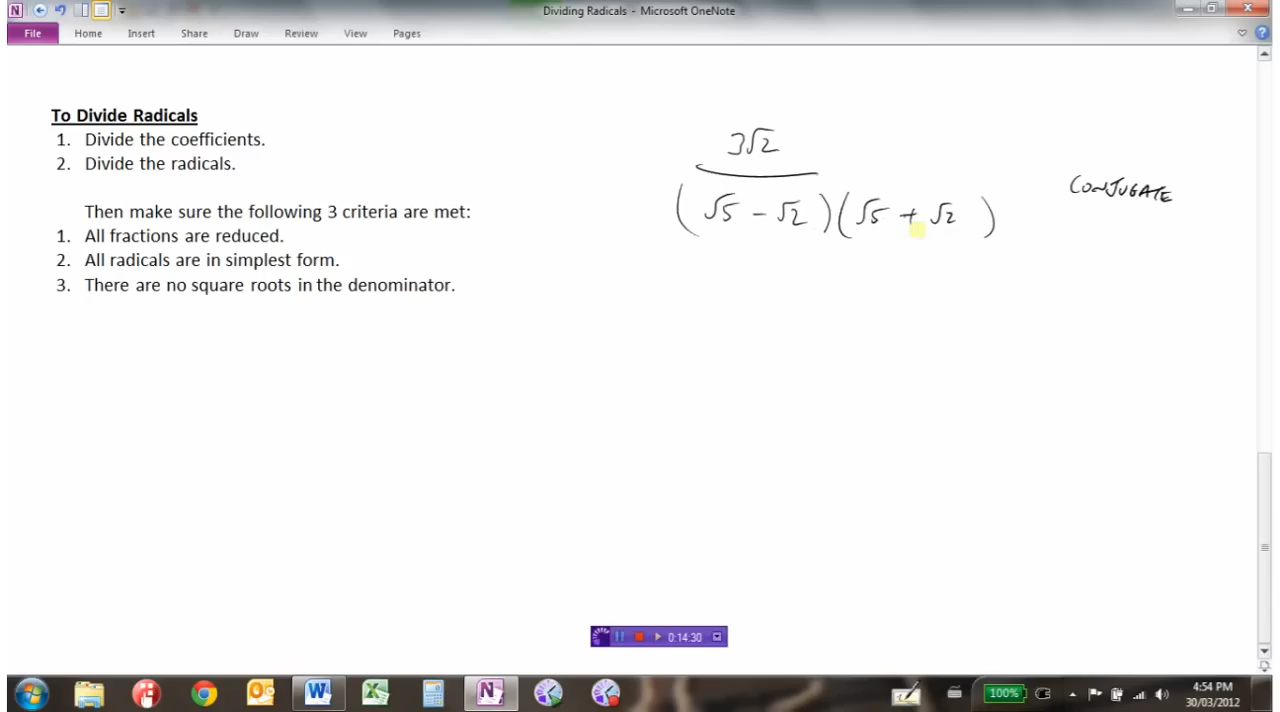 Dividing Radicals - Microsoft OneNote
File Home Insert Share Draw Review View Pages
To Divide Radicals
1. Divide the coefficients.
2. Divide the radicals.
Then make sure the following 3 criteria are met:
1. All fractions are reduced.
2. All radicals are in simplest form.
3. There are no square roots in the denominator.
3√2
(√5 - √2)(√5 + √2)
CONJUGATE
0:14:30
100%
4:54 PM
30/03/2012